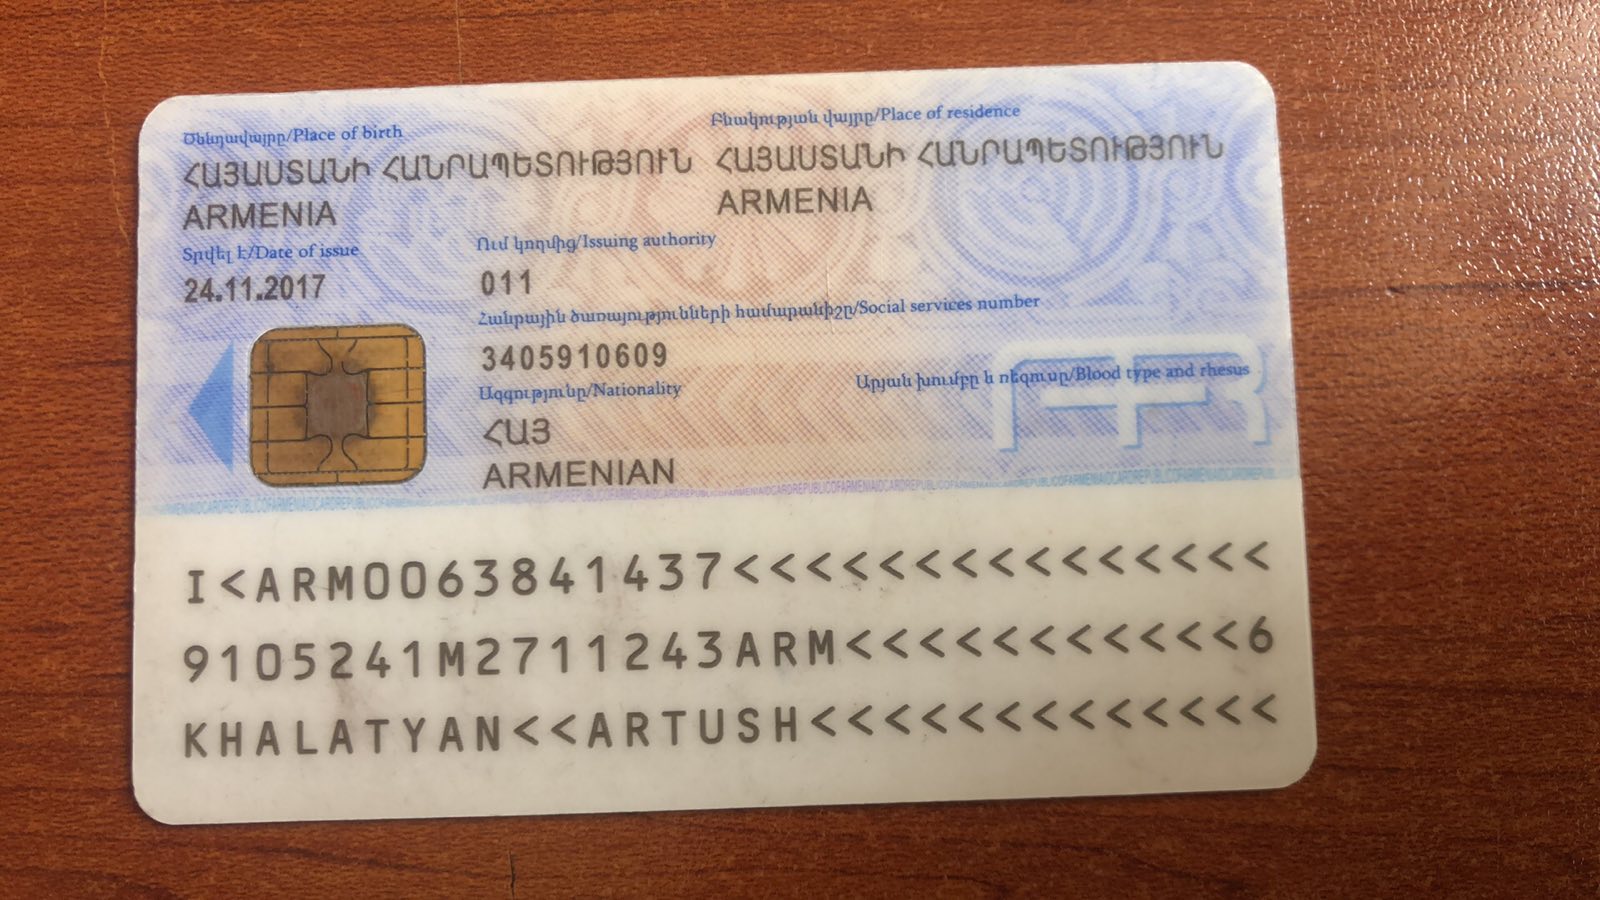 Ծննդավայրը/Place of birth
ՀԱՅԱՍՏԱՆԻ ՀԱՆՐԱՊԵՏՈՒԹՅՈՒՆ
ARMENIA
Բնակության վայրը/Place of residence
ՀԱՅԱՍՏԱՆԻ ՀԱՆՐԱՊԵՏՈՒԹՅՈՒՆ
ARMENIA
Տրվել է/Date of issue
24.11.2017
Ում կողմից/Issuing authority
011
Հանրային ծառայությունների համարանիշը/Social services number
3405910609
Ազգությունը/Nationality
ՀԱՅ
ARMENIAN
Արյան խումբը և ռեզուսը/Blood type and rhesus
I<ARM0063841437<<<<<<<<<<<<<<<
9105241M2711243ARM<<<<<<<<<<<6
KHALATYAN<<ARTUSH<<<<<<<<<<<<<